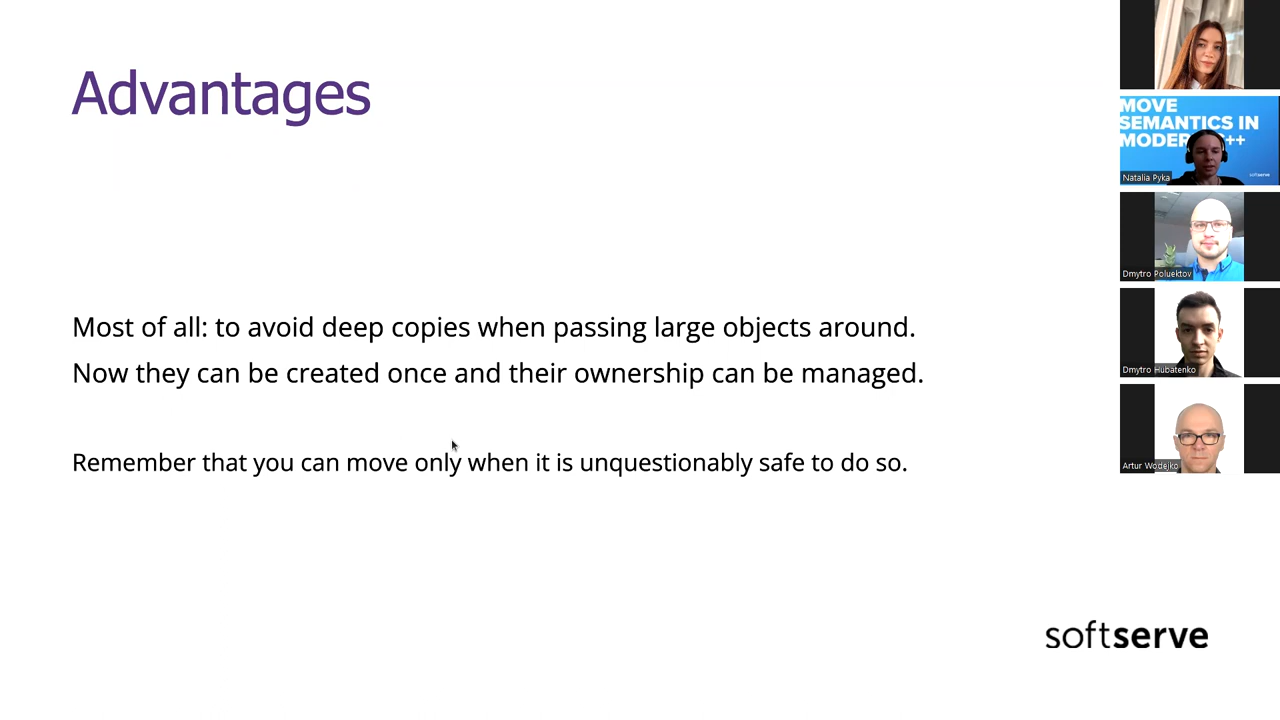 Advantages
Most of all: to avoid deep copies when passing large objects around.
Now they can be created once and their ownership can be managed.
Remember that you can move only when it is unquestionably safe to do so.
softserve
MOVE
SEMANTICS IN
MODER ++
softserve
Natalia Pyka
Dmytro Poluektov
Dmytro Hubatenko
Artur Wodejko